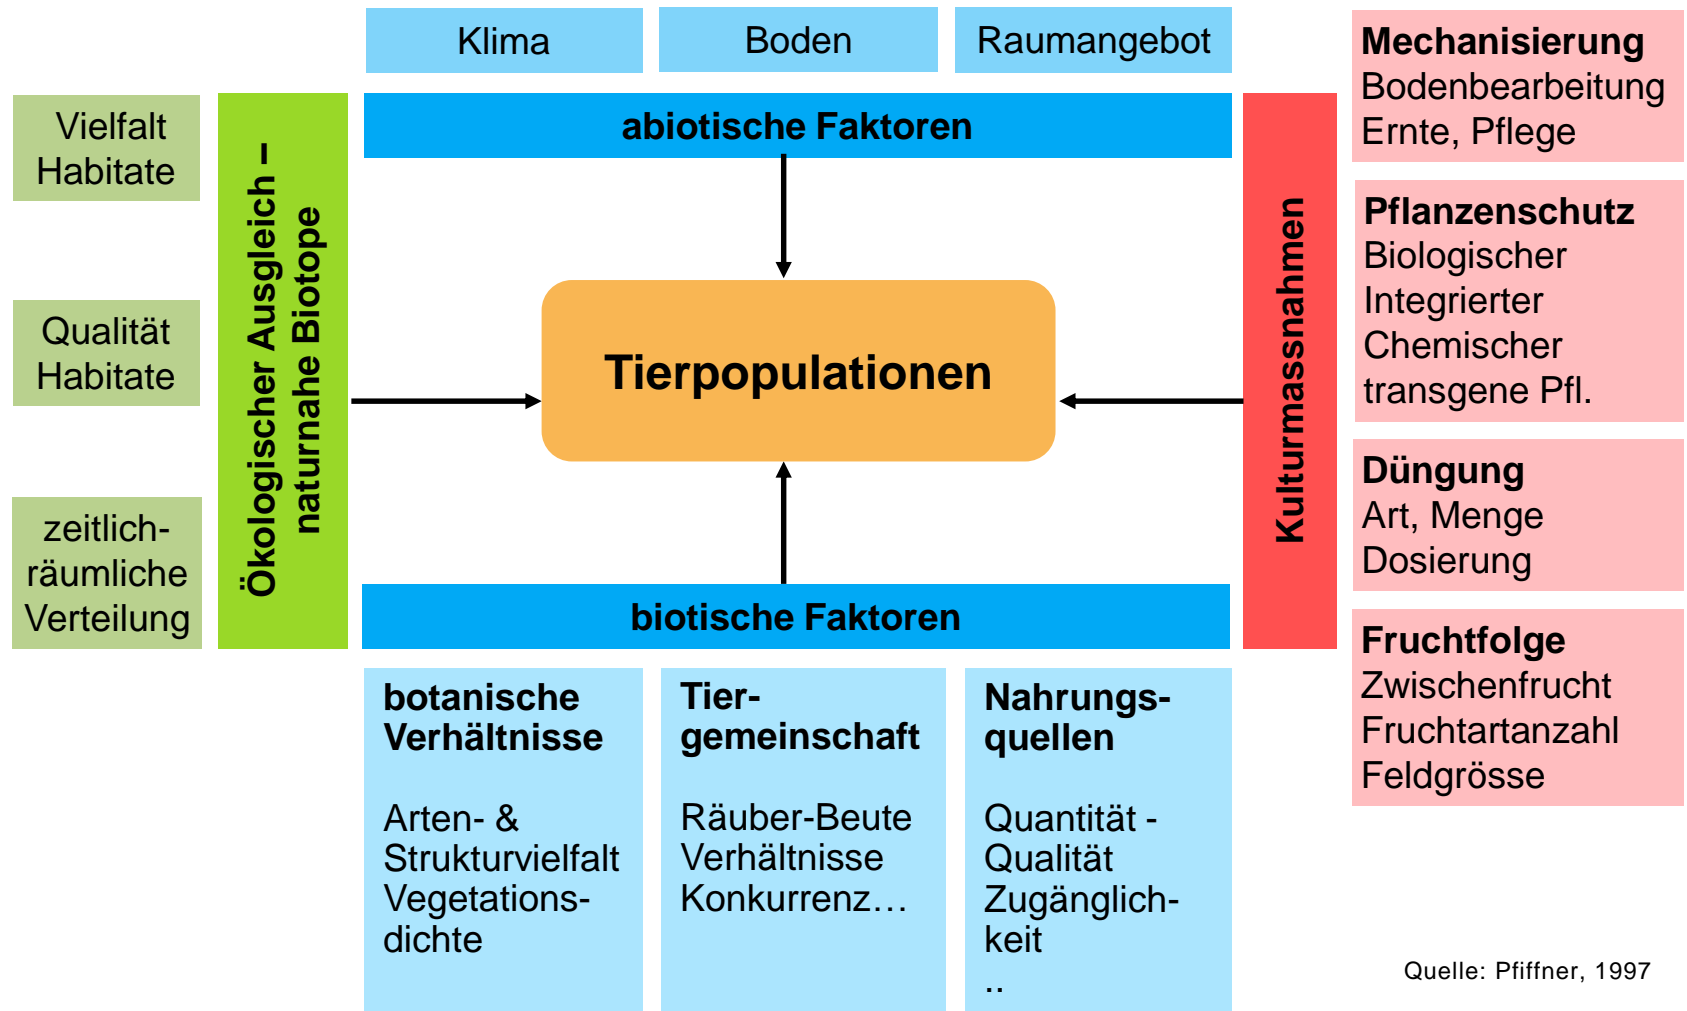 Klima
Boden
Raumangebot
abiotische Faktoren
Vielfalt
Habitate
Qualität
Habitate
zeitlich-
räumliche
Verteilung
Ökologischer Ausgleich –
naturnahe Biotope
Tierpopulationen
Kulturmassnahmen
Mechanisierung
Bodenbearbeitung
Ernte, Pflege
Pflanzenschutz
Biologischer
Integrierter
Chemischer
transgene Pfl.
Düngung
Art, Menge
Dosierung
Fruchtfolge
Zwischenfrucht
Fruchtartanzahl
Feldgrösse
biotische Faktoren
botanische
Verhältnisse
Arten- &
Strukturvielfalt
Vegetations-
dichte
Tier-
gemeinschaft
Räuber-Beute
Verhältnisse
Konkurrenz…
Nahrungs-
quellen
Quantität -
Qualität
Zugänglich-
keit
..
Quelle: Pfiffner, 1997